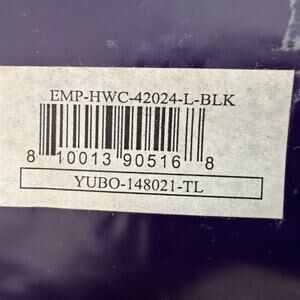 EMP-HWC-42024-L-BLK
8 10013 90516 8
YUBO-148021-TL